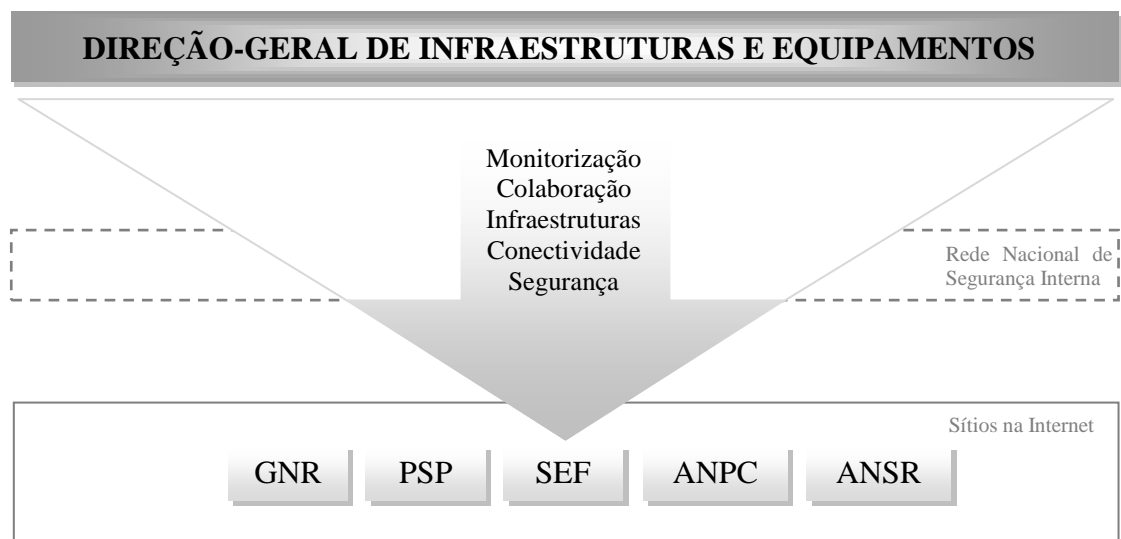 DIREÇÃO-GERAL DE INFRAESTRUTURAS E EQUIPAMENTOS
Monitorização
Colaboração
Infraestruturas
Conectividade
Segurança
Rede Nacional de
Segurança Interna
Sítios na Internet
GNR PSP SEF ANPC ANSR